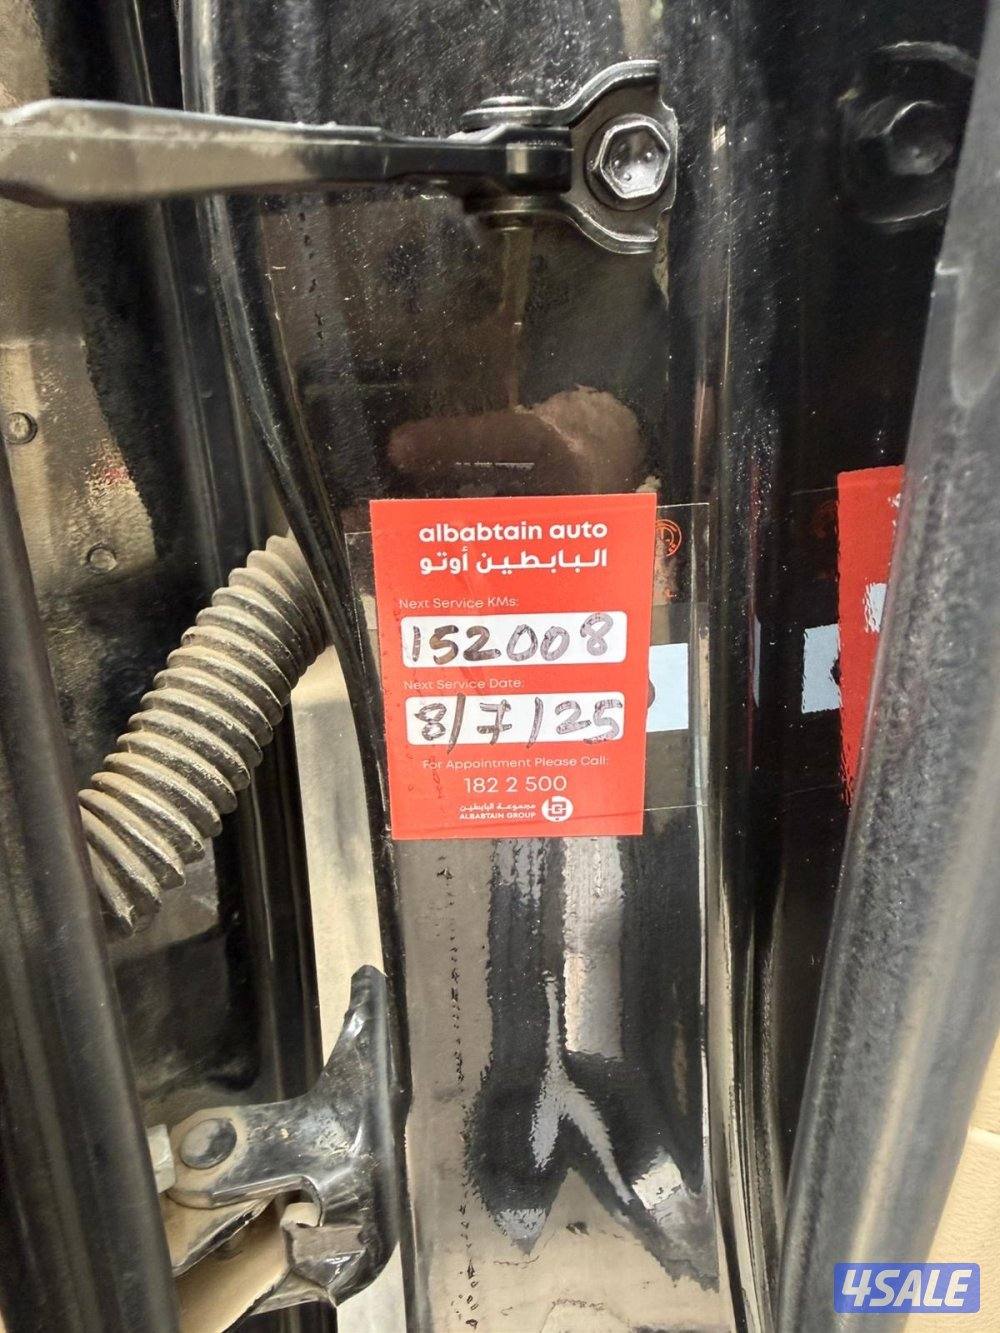 albabtain auto
البابطين أوتو
Next Service KMs:
152008
Next Service Date:
8/7/25
For Appointment Please Call:
182 2 500
مجموعة البابطين
ALBABTAIN GROUP
4SALE